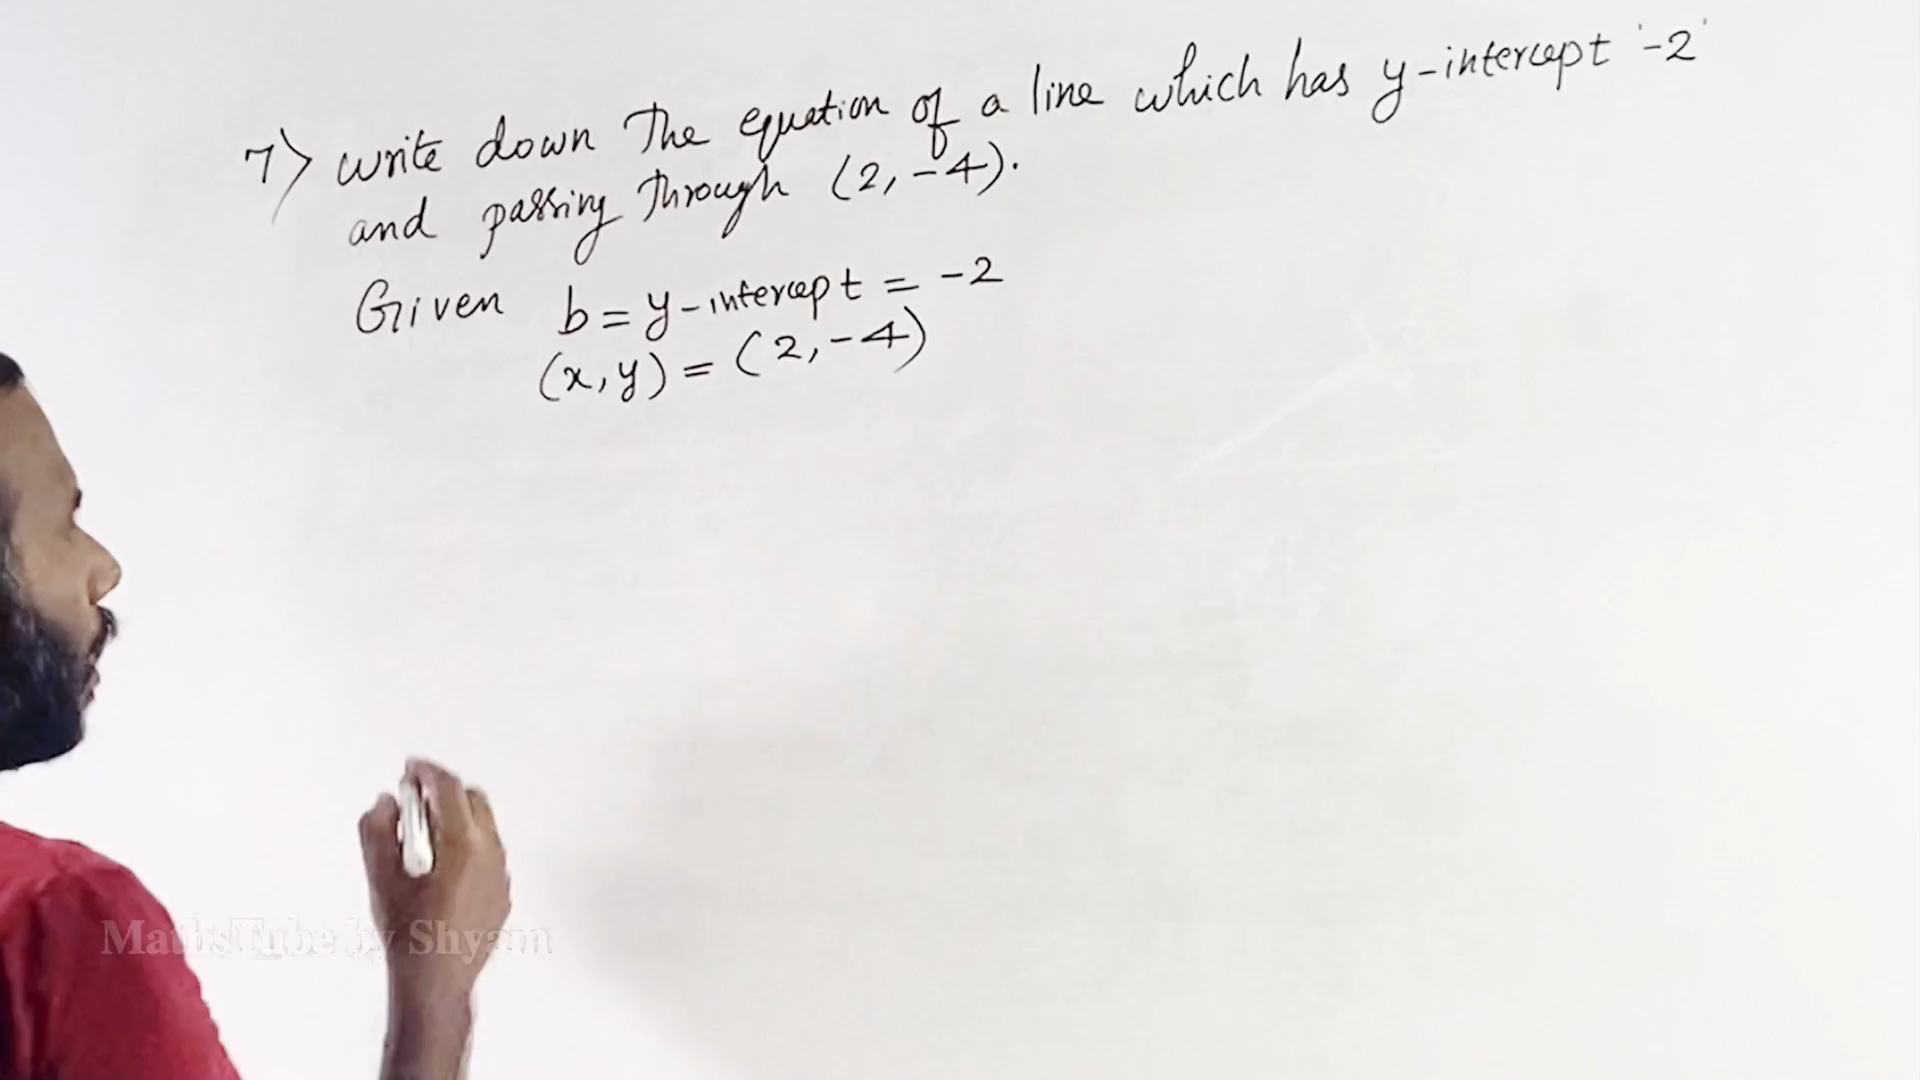 7) write down The equation of a line which has y-intercept '-2'
and passing Through (2, -4).
Given b = y-intercept = -2
(x, y) = (2, -4)
MathsTube by Shyam